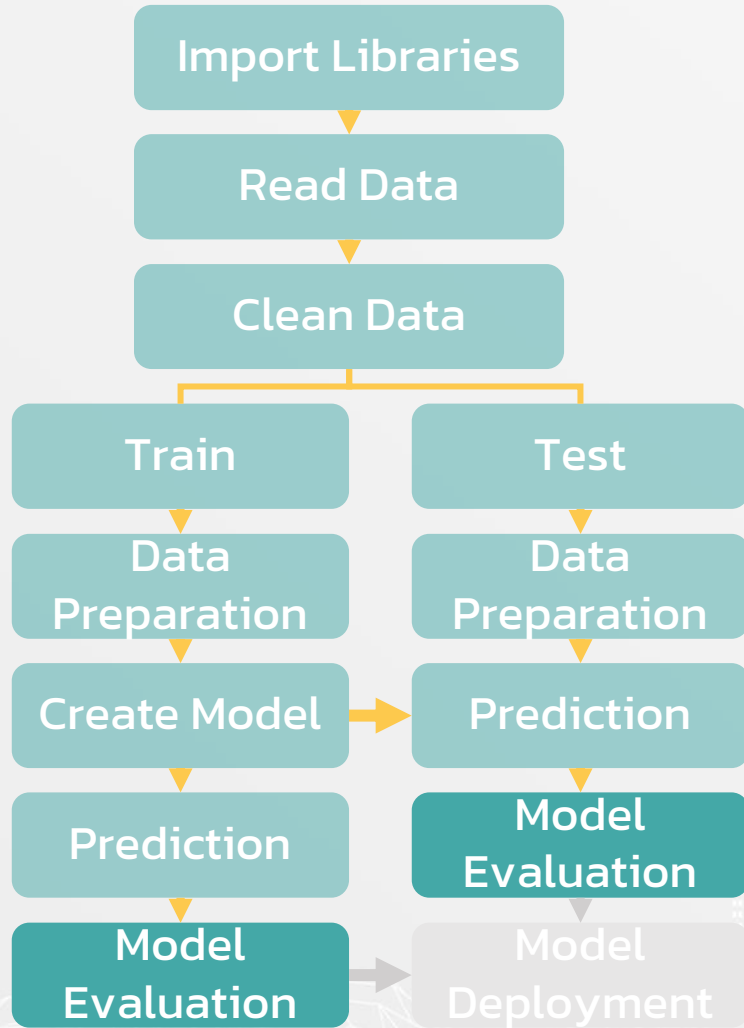 Import Libraries
Read Data
Clean Data
Train
Test
Data
Preparation
Data
Preparation
Create Model
Prediction
Prediction
Model
Evaluation
Model
Evaluation
Model
Deployment